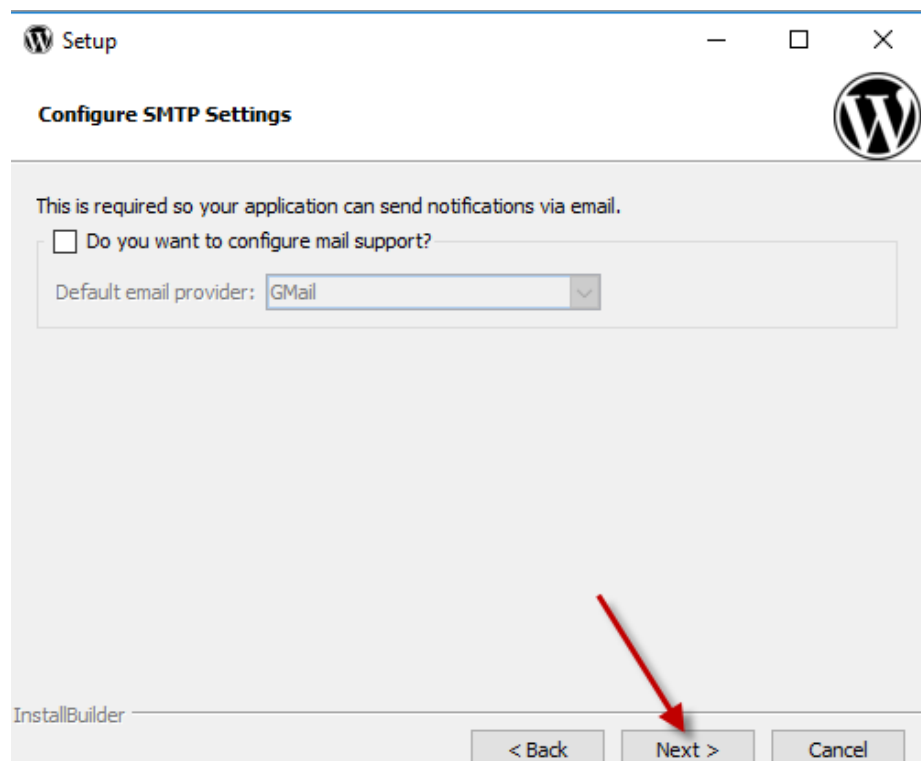 Setup
Configure SMTP Settings
This is required so your application can send notifications via email.
Do you want to configure mail support?
Default email provider: GMail
InstallBuilder
< Back Next > Cancel